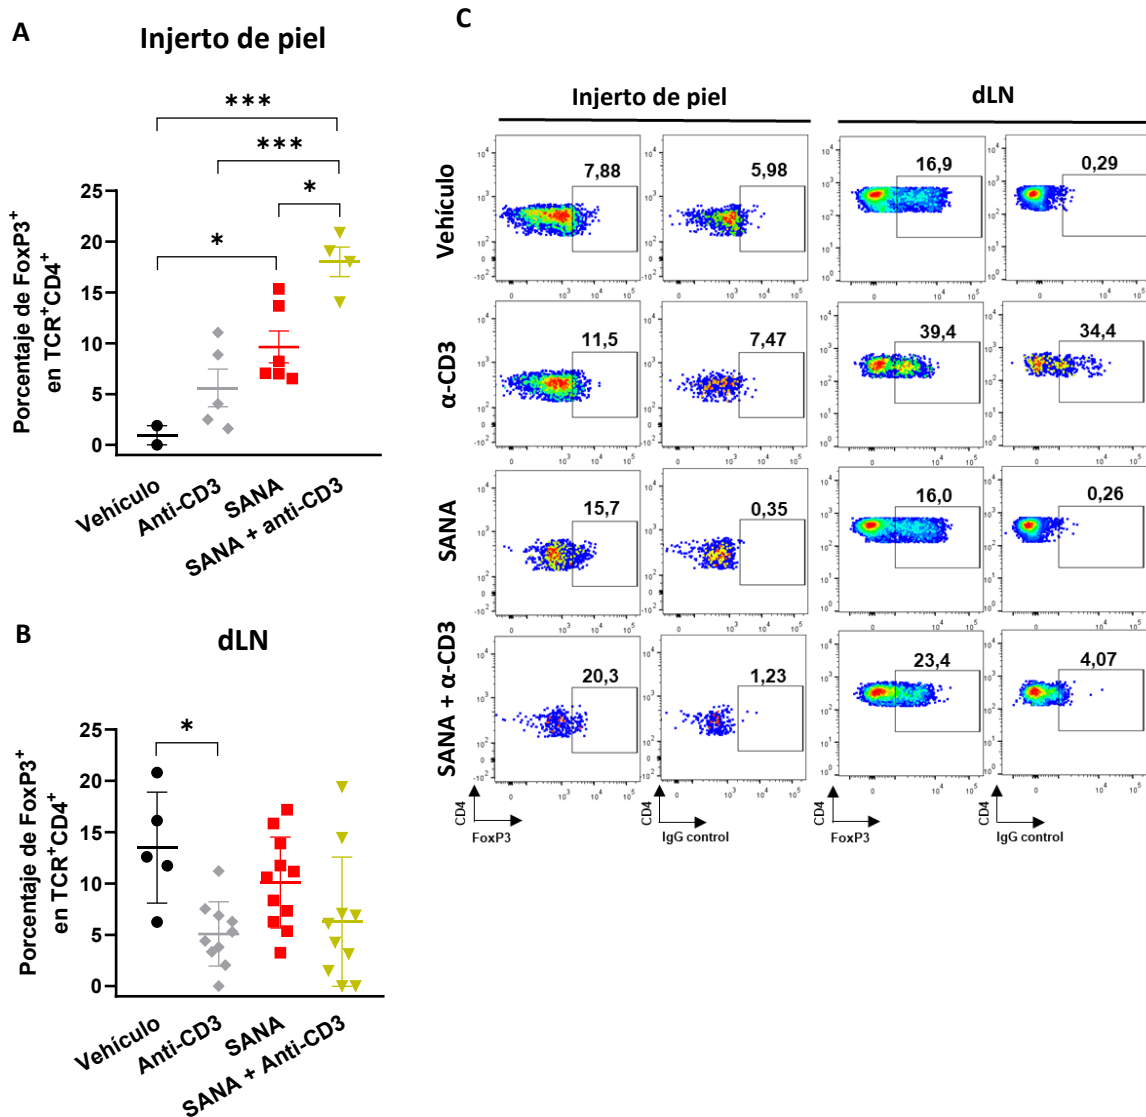 A
Injerto de piel
***
***
*
*
25
20
15
10
5
0
Porcentaje de FoxP3⁺
en TCR⁺CD4⁺
Vehículo
Anti-CD3
SANA
SANA + anti-CD3
B
dLN
*
25
20
15
10
5
0
Porcentaje de FoxP3⁺
en TCR⁺CD4⁺
Vehículo
Anti-CD3
SANA
SANA + Anti-CD3
C
Injerto de piel
dLN
Vehículo
7,88
5,98
16,9
0,29
α-CD3
11,5
7,47
39,4
34,4
SANA
15,7
0,35
16,0
0,26
SANA + α-CD3
20,3
1,23
23,4
4,07
CD4
FoxP3
CD4
IgG control
CD4
FoxP3
CD4
IgG control